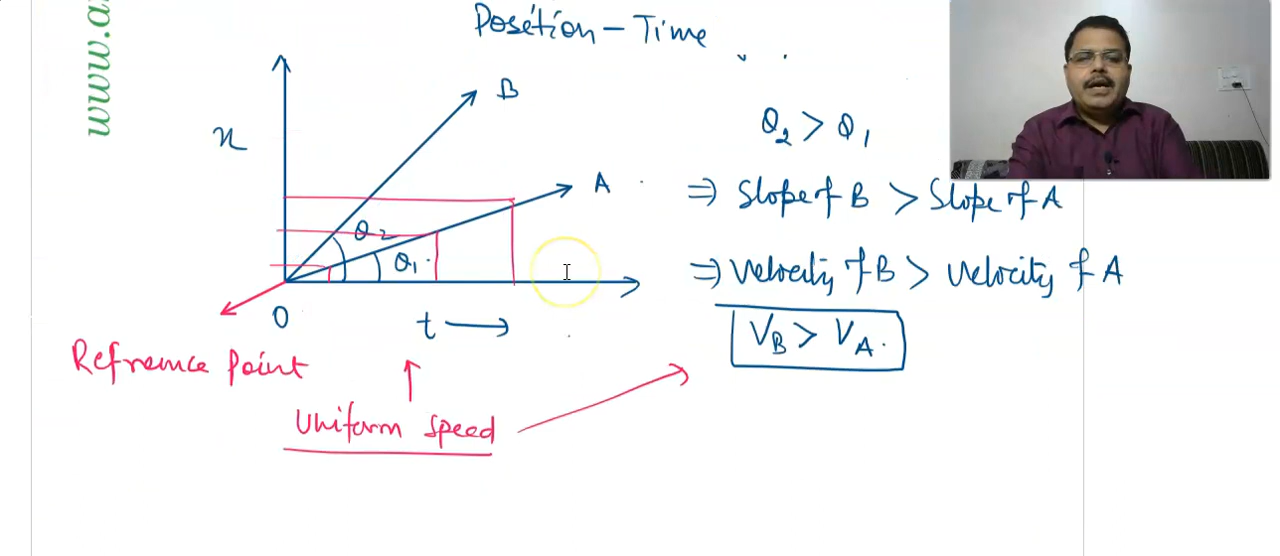 www.a
Posétion - Time
B
x
θ2 > θ1
A
⇒ Slope of B > Slope of A
θ2
θ1
⇒ Velocity of B > Velocity of A
O
t →
VB > VA.
Refrence Point
Uniform Speed